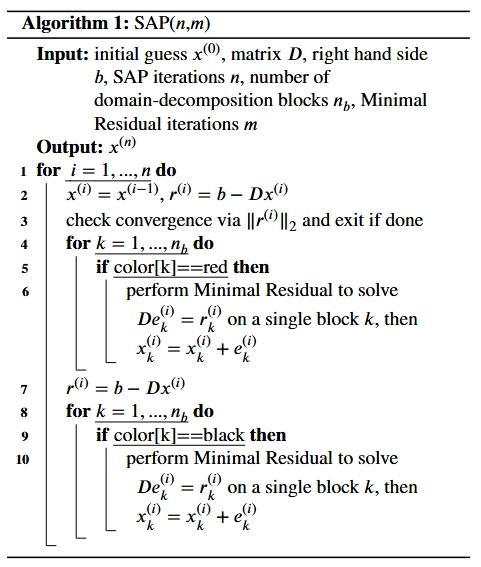 Algorithm 1: SAP(n,m)
Input: initial guess x^(0), matrix D, right hand side
b, SAP iterations n, number of
domain-decomposition blocks n_b, Minimal
Residual iterations m
Output: x^(n)
1 for i = 1, ..., n do
2 x^(i) = x^(i−1), r^(i) = b − Dx^(i)
3 check convergence via ||r^(i)||_2 and exit if done
4 for k = 1, ..., n_b do
5 if color[k]==red then
6 perform Minimal Residual to solve
De_k^(i) = r_k^(i) on a single block k, then
x_k^(i) = x_k^(i) + e_k^(i)
7 r^(i) = b − Dx^(i)
8 for k = 1, ..., n_b do
9 if color[k]==black then
10 perform Minimal Residual to solve
De_k^(i) = r_k^(i) on a single block k, then
x_k^(i) = x_k^(i) + e_k^(i)